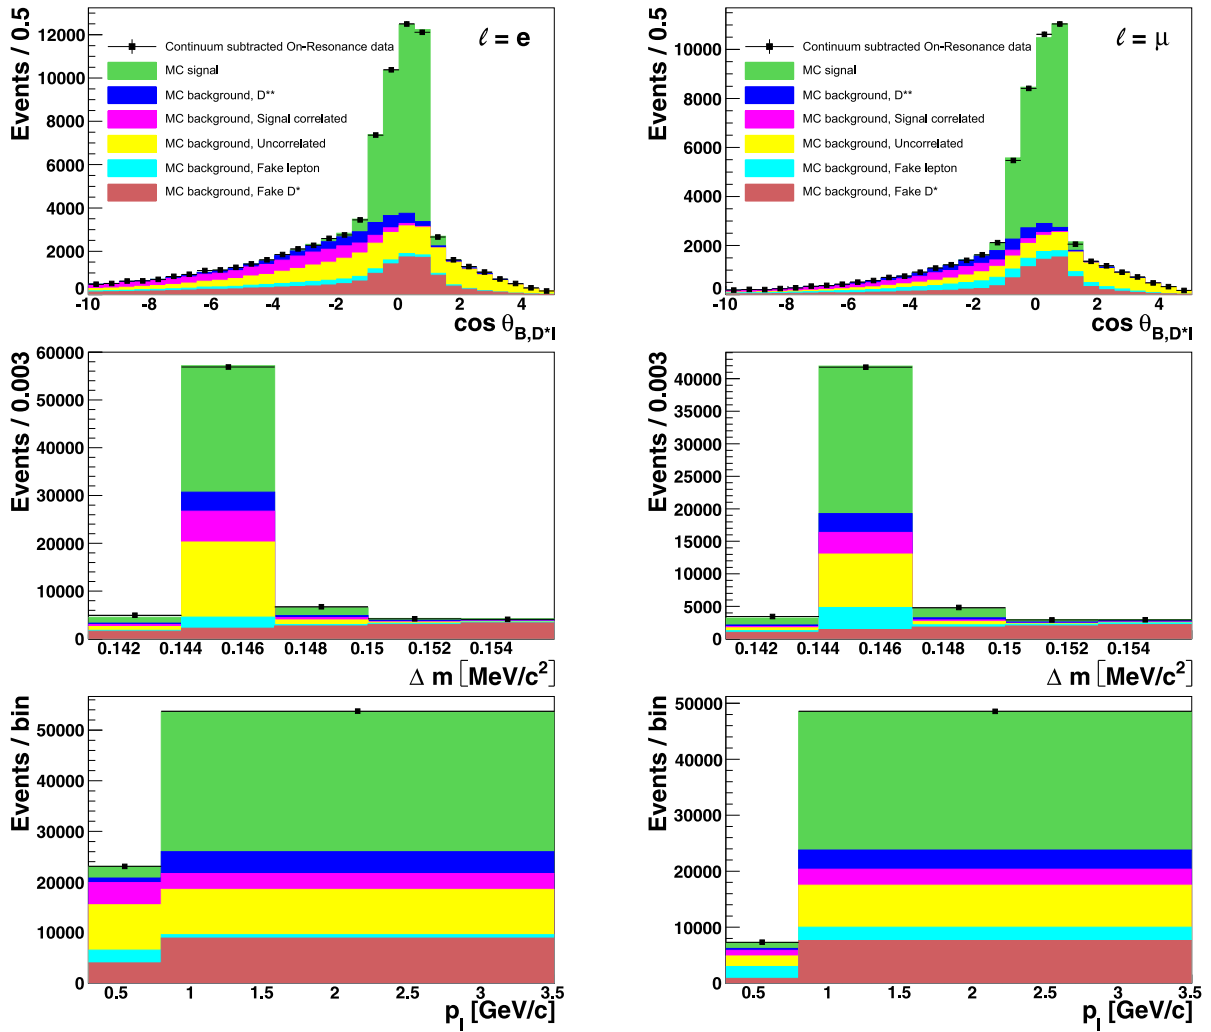 Events / 0.5
12000
10000
8000
6000
4000
2000
0
ℓ = e
Continuum subtracted On-Resonance data
MC signal
MC background, D**
MC background, Signal correlated
MC background, Uncorrelated
MC background, Fake lepton
MC background, Fake D*
-10 -8 -6 -4 -2 0 2 4
cos θB,D*l
Events / 0.5
10000
8000
6000
4000
2000
0
ℓ = μ
Continuum subtracted On-Resonance data
MC signal
MC background, D**
MC background, Signal correlated
MC background, Uncorrelated
MC background, Fake lepton
MC background, Fake D*
-10 -8 -6 -4 -2 0 2 4
cos θB,D*l
Events / 0.003
60000
50000
40000
30000
20000
10000
0
0.142 0.144 0.146 0.148 0.15 0.152 0.154
Δ m [MeV/c²]
Events / 0.003
40000
35000
30000
25000
20000
15000
10000
5000
0
0.142 0.144 0.146 0.148 0.15 0.152 0.154
Δ m [MeV/c²]
Events / bin
50000
40000
30000
20000
10000
0
0.5 1 1.5 2 2.5 3 3.5
pl [GeV/c]
Events / bin
50000
40000
30000
20000
10000
0
0.5 1 1.5 2 2.5 3 3.5
pl [GeV/c]